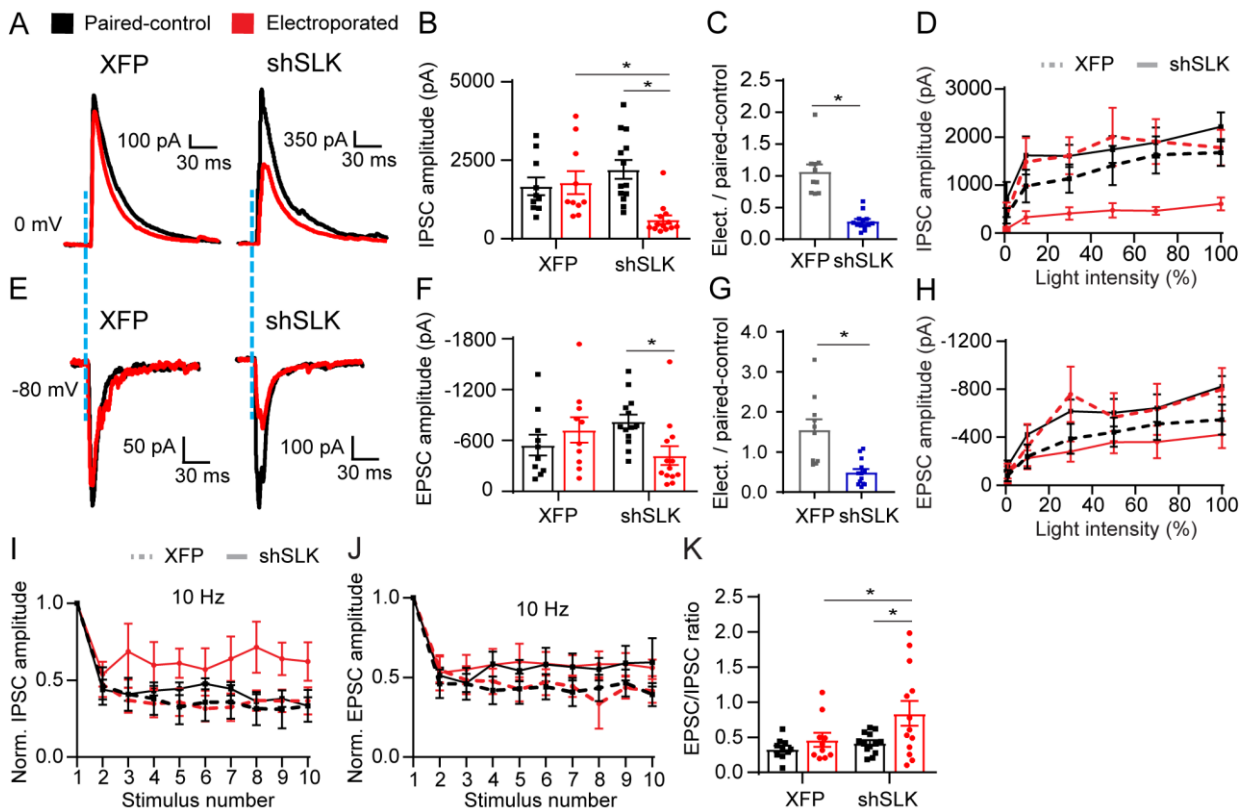 A Paired-control Electroporated
XFP shSLK
100 pA 350 pA
30 ms 30 ms
0 mV
B
IPSC amplitude (pA)
5000
2500
0
* *
XFP shSLK
C
Elect. / paired-control
2.5
2.0
1.5
1.0
0.5
0.0
*
XFP shSLK
D
XFP shSLK
IPSC amplitude (pA)
3000
2000
1000
0
0 20 40 60 80 100
Light intensity (%)
E
XFP shSLK
-80 mV
50 pA 100 pA
30 ms 30 ms
F
EPSC amplitude (pA)
-1800
-1200
-600
0
*
XFP shSLK
G
Elect. / paired-control
5.0
4.0
3.0
2.0
1.0
0.0
*
XFP shSLK
H
EPSC amplitude (pA)
-1200
-800
-400
0
0 20 40 60 80 100
Light intensity (%)
I XFP shSLK
Norm. IPSC amplitude
10 Hz
1.0
0.5
0.0
1 2 3 4 5 6 7 8 9 10
Stimulus number
J
Norm. EPSC amplitude
10 Hz
1.0
0.5
0.0
1 2 3 4 5 6 7 8 9 10
Stimulus number
K
EPSC/IPSC ratio
2.5
2.0
1.5
1.0
0.5
0.0
* *
XFP shSLK